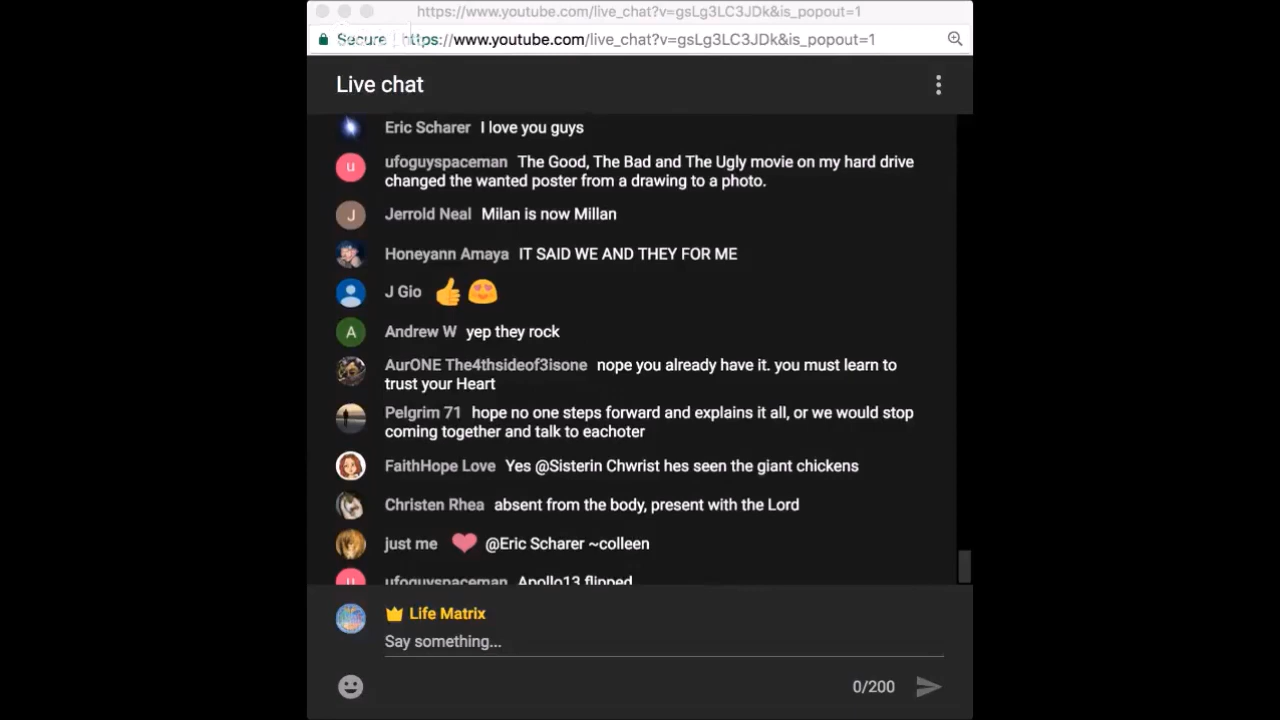 https://www.youtube.com/live_chat?v=gsLg3LC3JDk&is_popout=1
Secure https://www.youtube.com/live_chat?v=gsLg3LC3JDk&is_popout=1
Live chat
Eric Scharer I love you guys
u ufoguyspaceman The Good, The Bad and The Ugly movie on my hard drive
changed the wanted poster from a drawing to a photo.
J Jerrold Neal Milan is now Millan
Honeyann Amaya IT SAID WE AND THEY FOR ME
J Gio 👍😍
A Andrew W yep they rock
AurONE The4thsideof3isone nope you already have it. you must learn to
trust your Heart
Pelgrim 71 hope no one steps forward and explains it all, or we would stop
coming together and talk to eachoter
FaithHope Love Yes @Sisterin Chwrist hes seen the giant chickens
Christen Rhea absent from the body, present with the Lord
just me ❤ @Eric Scharer ~colleen
u ufoguyspaceman Apollo13 flipped
Life Matrix
Say something...
0/200